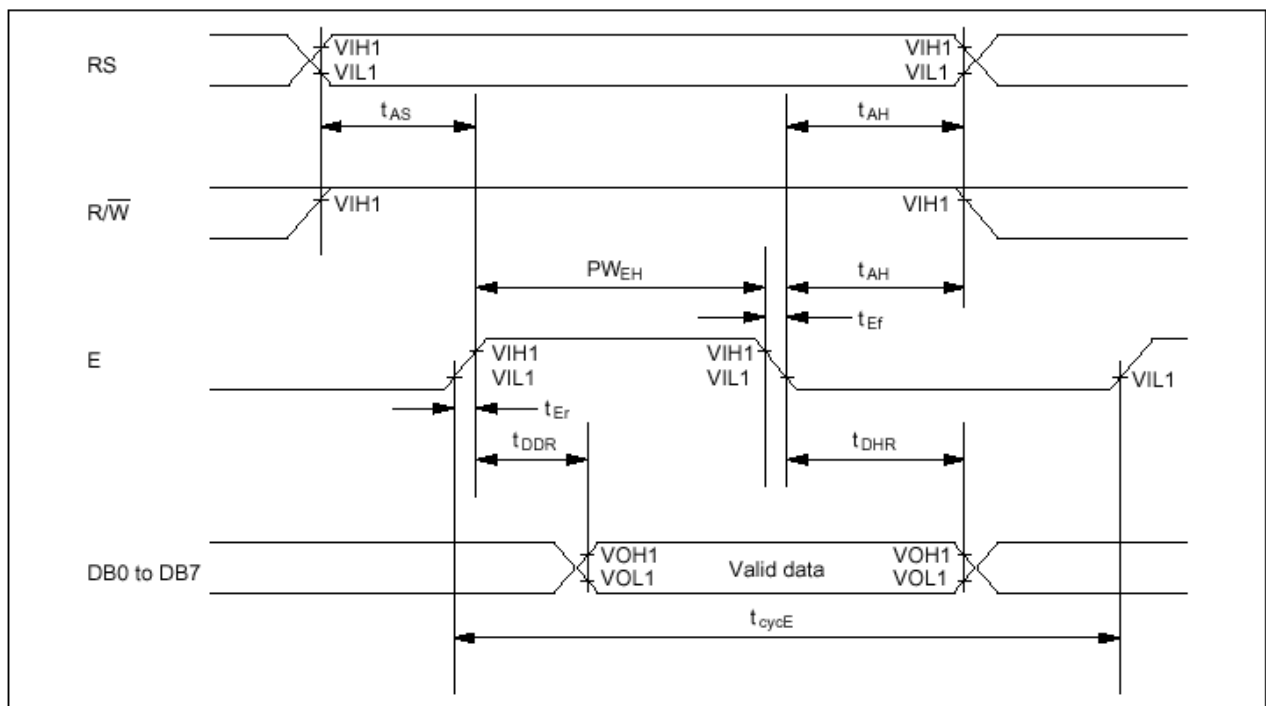 RS
VIH1
VIL1
VIH1
VIL1
tAS
tAH
R/W̅
VIH1
VIH1
PWEH
tAH
tEf
E
VIH1
VIL1
VIH1
VIL1
VIL1
tEr
tDDR
tDHR
DB0 to DB7
VOH1
VOL1
Valid data
VOH1
VOL1
tcycE